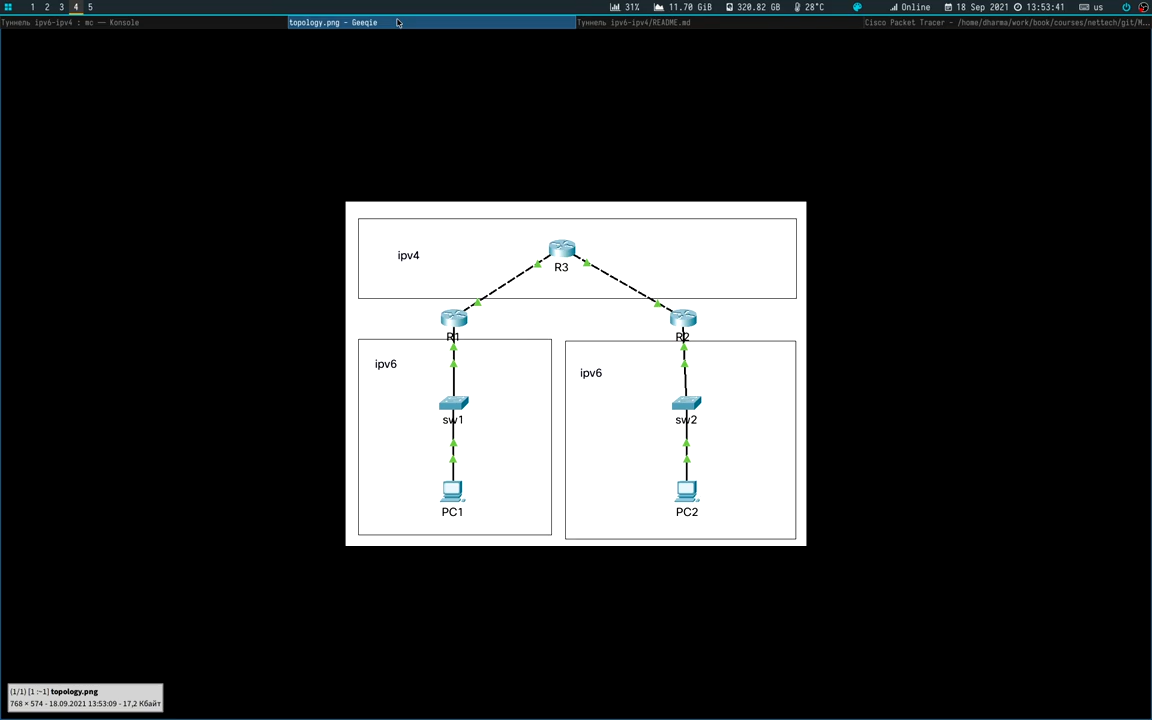 1 2 3 4 5 31% 11.70 GiB 320.82 GB 28°C Online 18 Sep 2021 13:53:41 us
Туннель ipv6-ipv4 : mc — Konsole
topology.png - Geeqie
Туннель ipv6-ipv4/README.md
Cisco Packet Tracer - /home/dharma/work/book/courses/nettech/git/M...
ipv4
R3
R1
R2
ipv6
ipv6
sw1
sw2
PC1
PC2
(1/1) [1 :~1] topology.png
768 × 574 - 18.09.2021 13:53:09 - 17,2 Кбайт